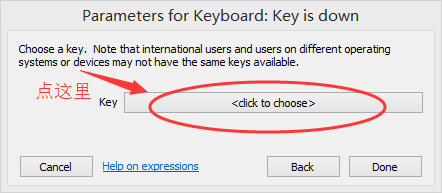 Parameters for Keyboard: Key is down
Choose a key.  Note that international users and users on different operating
systems or devices may not have the same keys available.
点这里
Key <click to choose>
Cancel Help on expressions Back Done